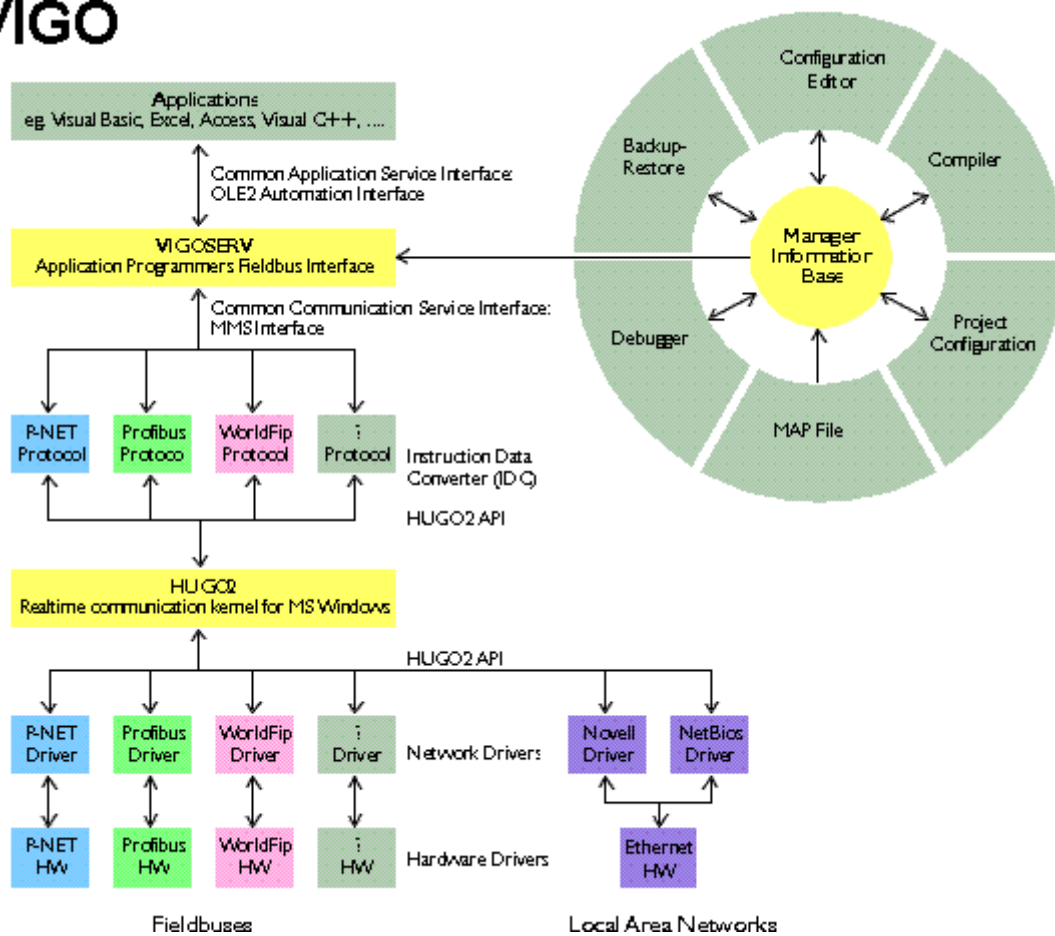 VIGO
Applications
eg. Visual Basic, Excel, Access, Visual C++, ....
Common Application Service Interface:
OLE2 Automation Interface
VIGOSERV
Application Programmers Fieldbus Interface
Common Communication Service Interface:
MMS Interface
P-NET
Protocol
Profibus
Protoco
WorldFip
Protocol
Protocol
Instruction Data
Converter (IDC)
HUGO2 API
HUGO2
Realtime communication kernel for MS Windows
HUGO2 API
P-NET
Driver
Profibus
Driver
WorldFip
Driver
Driver
Network Drivers
Novell
Driver
NetBios
Driver
P-NET
HW
Profibus
HW
WorldFip
HW
HW
Hardware Drivers
Ethernet
HW
Fieldbuses
Local Area Networks
Configuration
Editor
Backup-
Restore
Compiler
Manager
Information
Base
Debugger
Project
Configuration
MAP File